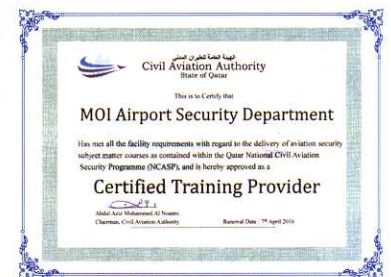 الهيئة العامة للطيران المدني
Civil Aviation Authority
State of Qatar
This is to Certify that
MOI Airport Security Department
Has met all the facility requirements with regard to the delivery of aviation security
subject matter courses as contained within the Qatar National Civil Aviation
Security Programme (NCASP), and is hereby approved as a
Certified Training Provider
Abdul Aziz Mohammed Al Noaimi
Chairman, Civil Aviation Authority
Renewal Date : 7th April 2016